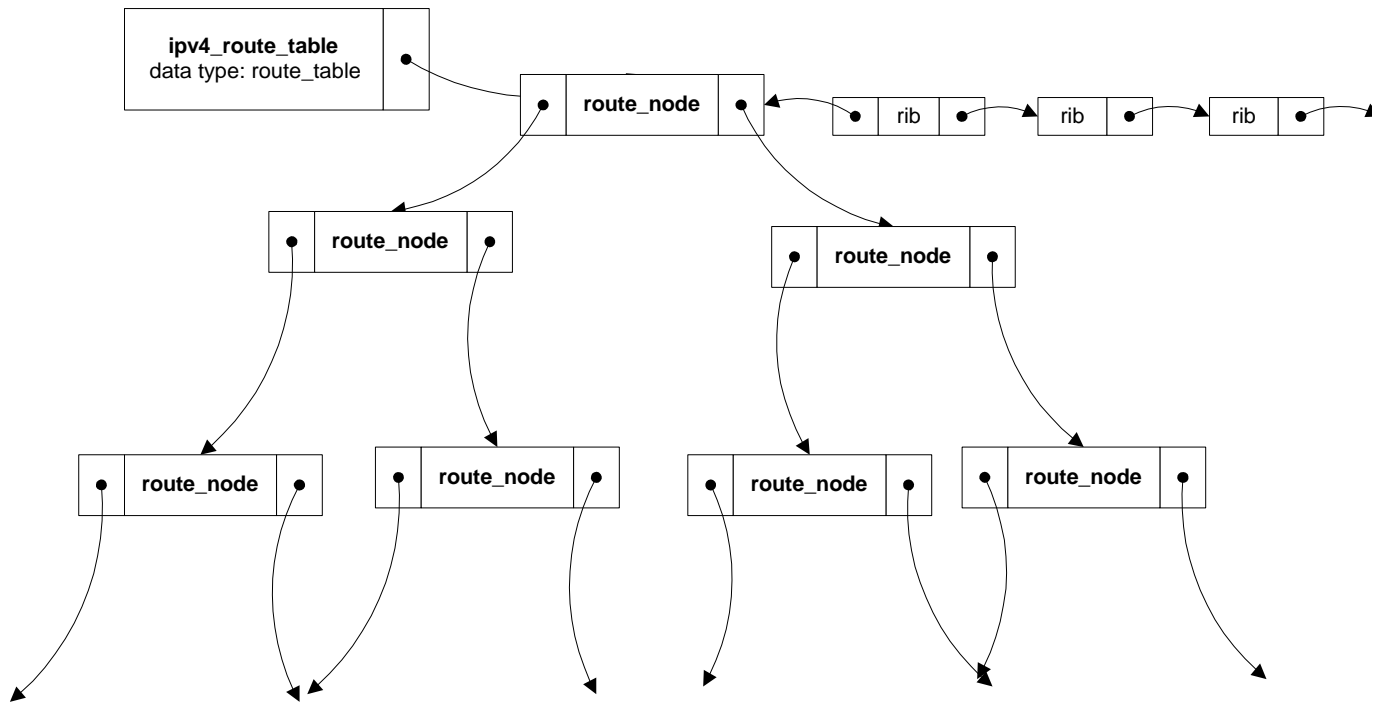 ipv4_route_table
data type: route_table
route_node
rib
rib
rib
route_node
route_node
route_node
route_node
route_node
route_node